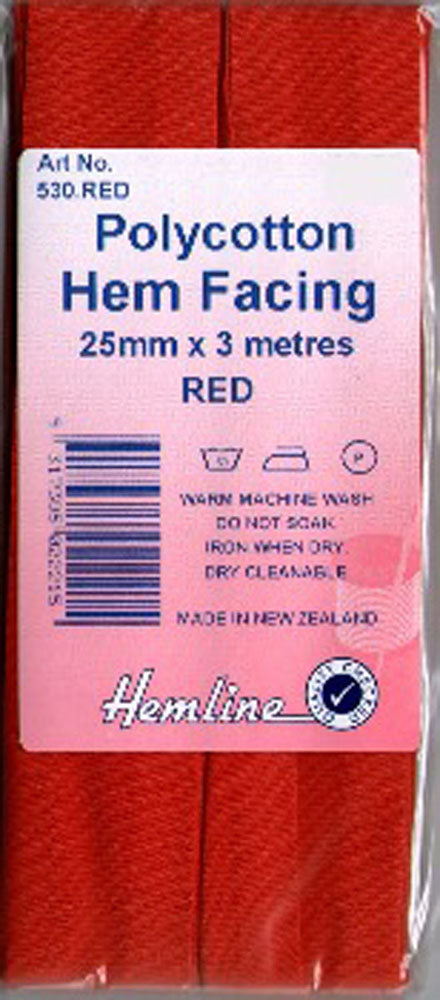 Art No.
530.RED
Polycotton
Hem Facing
25mm x 3 metres
RED
P
WARM MACHINE WASH
DO NOT SOAK
IRON WHEN DRY.
DRY CLEANABLE
MADE IN NEW ZEALAND
Hemline